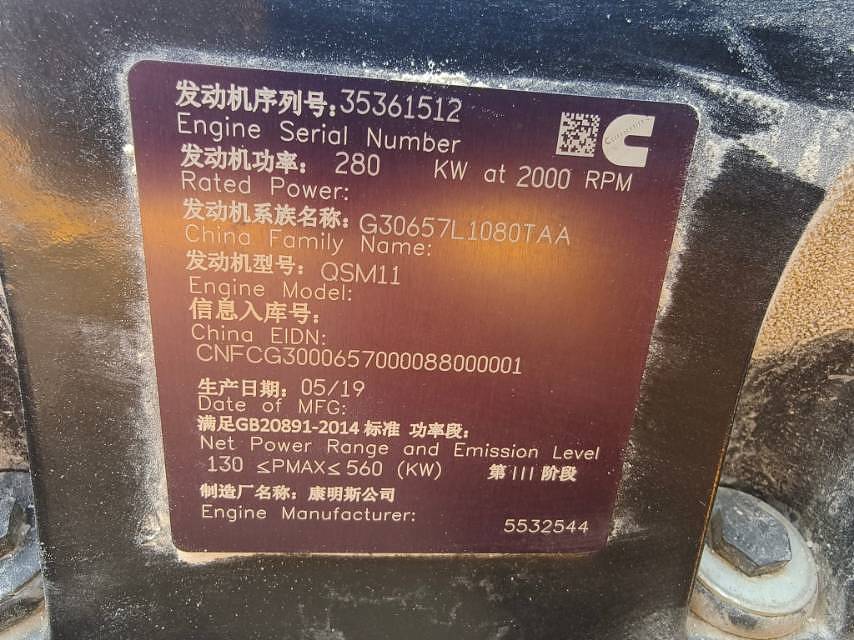 发动机序列号:35361512
Engine Serial Number
发动机功率: 280 KW at 2000 RPM
Rated Power:
发动机系族名称: G30657L1080TAA
China Family Name:
发动机型号: QSM11
Engine Model:
信息入库号:
China EIDN:
CNFCG3000657000088000001
生产日期: 05/19
Date of MFG:
满足GB20891-2014 标准 功率段:
Net Power Range and Emission Level
130 ≤PMAX≤ 560 (KW) 第III阶段
制造厂名称: 康明斯公司
Engine Manufacturer: 5532544